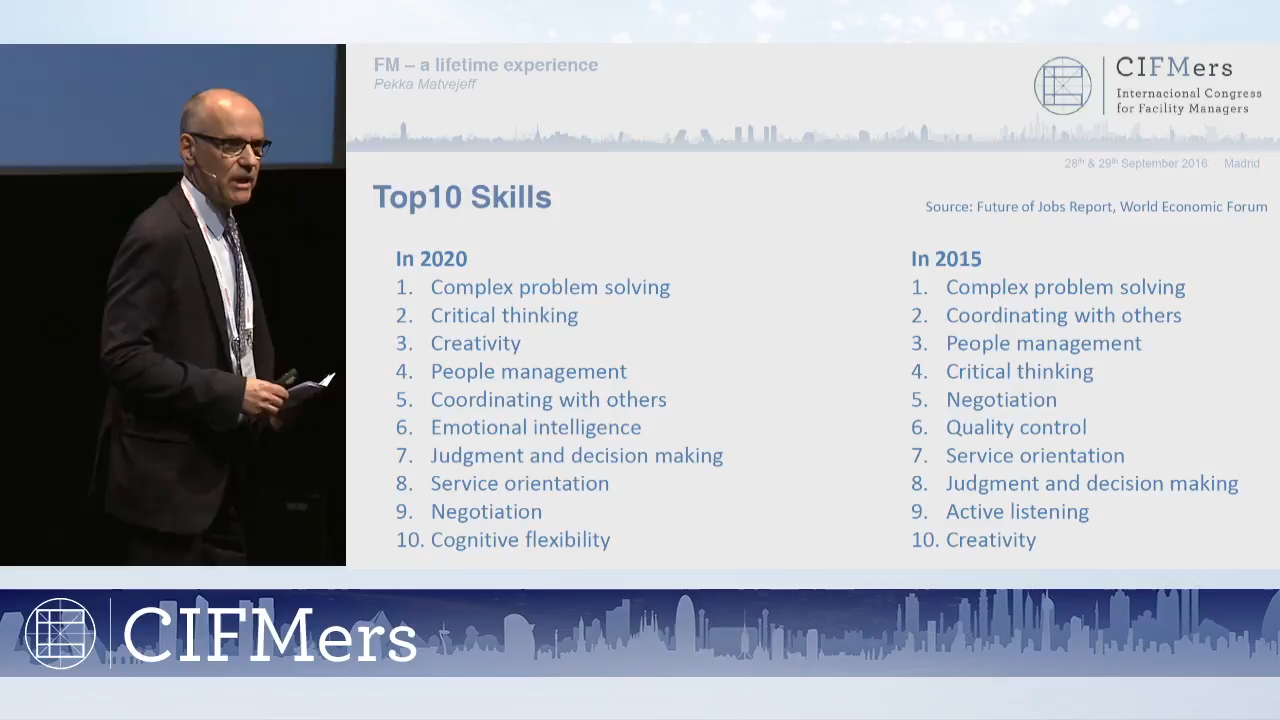 FM – a lifetime experience
Pekka Matvejeff
CIFMers
Internacional Congress
for Facility Managers
28th & 29th September 2016 · Madrid
Top10 Skills
Source: Future of Jobs Report, World Economic Forum
In 2020
1. Complex problem solving
2. Critical thinking
3. Creativity
4. People management
5. Coordinating with others
6. Emotional intelligence
7. Judgment and decision making
8. Service orientation
9. Negotiation
10. Cognitive flexibility
In 2015
1. Complex problem solving
2. Coordinating with others
3. People management
4. Critical thinking
5. Negotiation
6. Quality control
7. Service orientation
8. Judgment and decision making
9. Active listening
10. Creativity
CIFMers